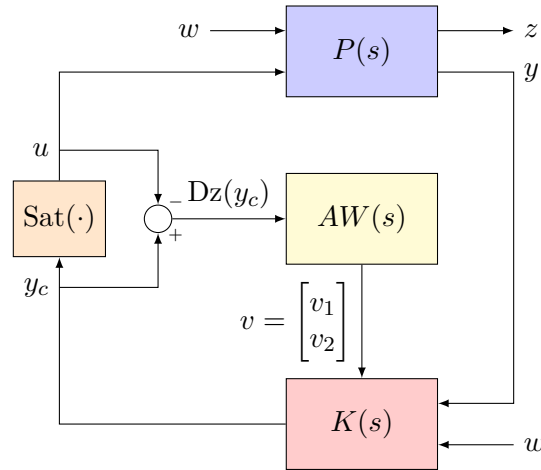 w
P(s)
z
y
u
−
Dz(y_c)
Sat(·)
+
AW(s)
y_c
v = [v_1
v_2]
K(s)
w